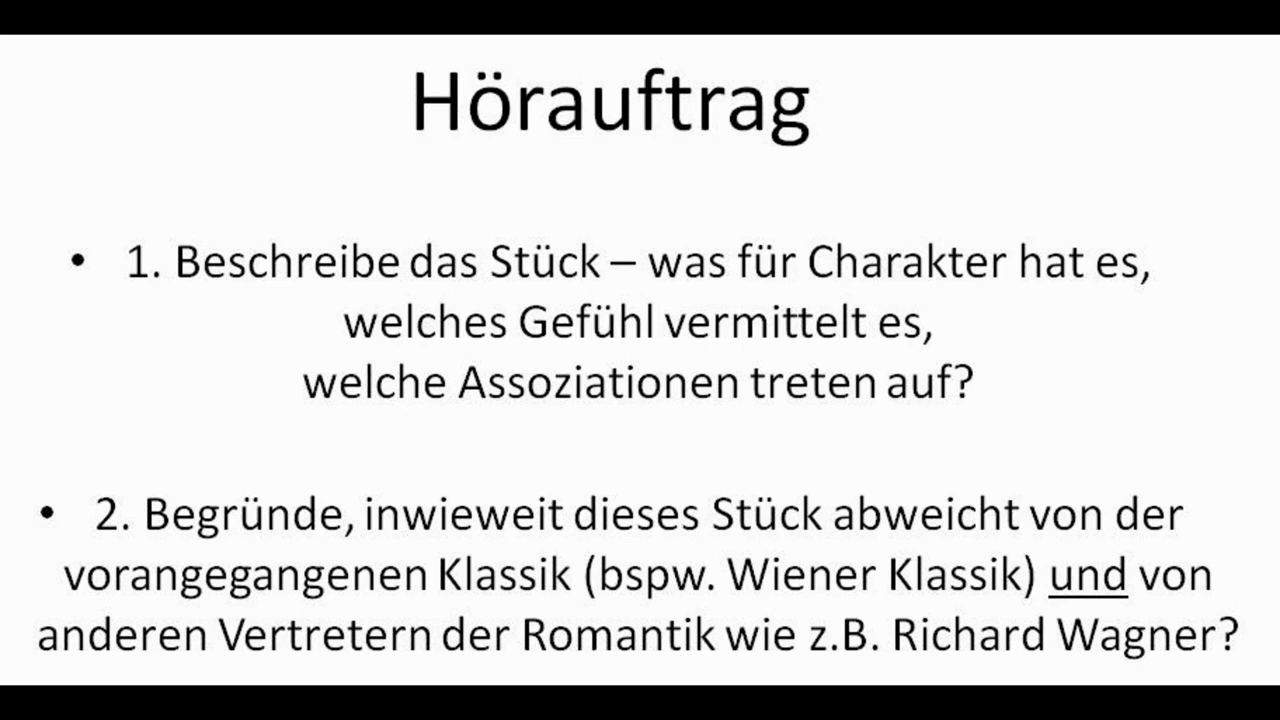 Hörauftrag
• 1. Beschreibe das Stück – was für Charakter hat es,
welches Gefühl vermittelt es,
welche Assoziationen treten auf?
• 2. Begründe, inwieweit dieses Stück abweicht von der
vorangegangenen Klassik (bspw. Wiener Klassik) und von
anderen Vertretern der Romantik wie z.B. Richard Wagner?